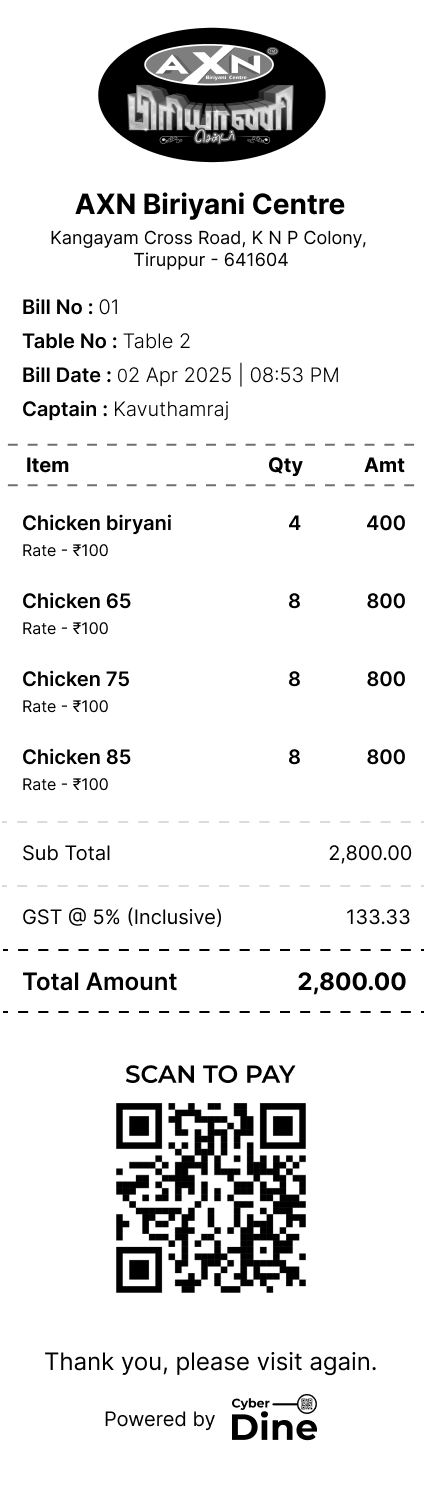 AXN
Biriyani Centre
பிரியாணி
சென்டர்
AXN Biriyani Centre
Kangayam Cross Road, K N P Colony,
Tiruppur - 641604
Bill No : 01
Table No : Table 2
Bill Date : 02 Apr 2025 | 08:53 PM
Captain : Kavuthamraj
Item Qty Amt
Chicken biryani 4 400
Rate - ₹100
Chicken 65 8 800
Rate - ₹100
Chicken 75 8 800
Rate - ₹100
Chicken 85 8 800
Rate - ₹100
Sub Total 2,800.00
GST @ 5% (Inclusive) 133.33
Total Amount 2,800.00
SCAN TO PAY
Thank you, please visit again.
Powered by Cyber Dine